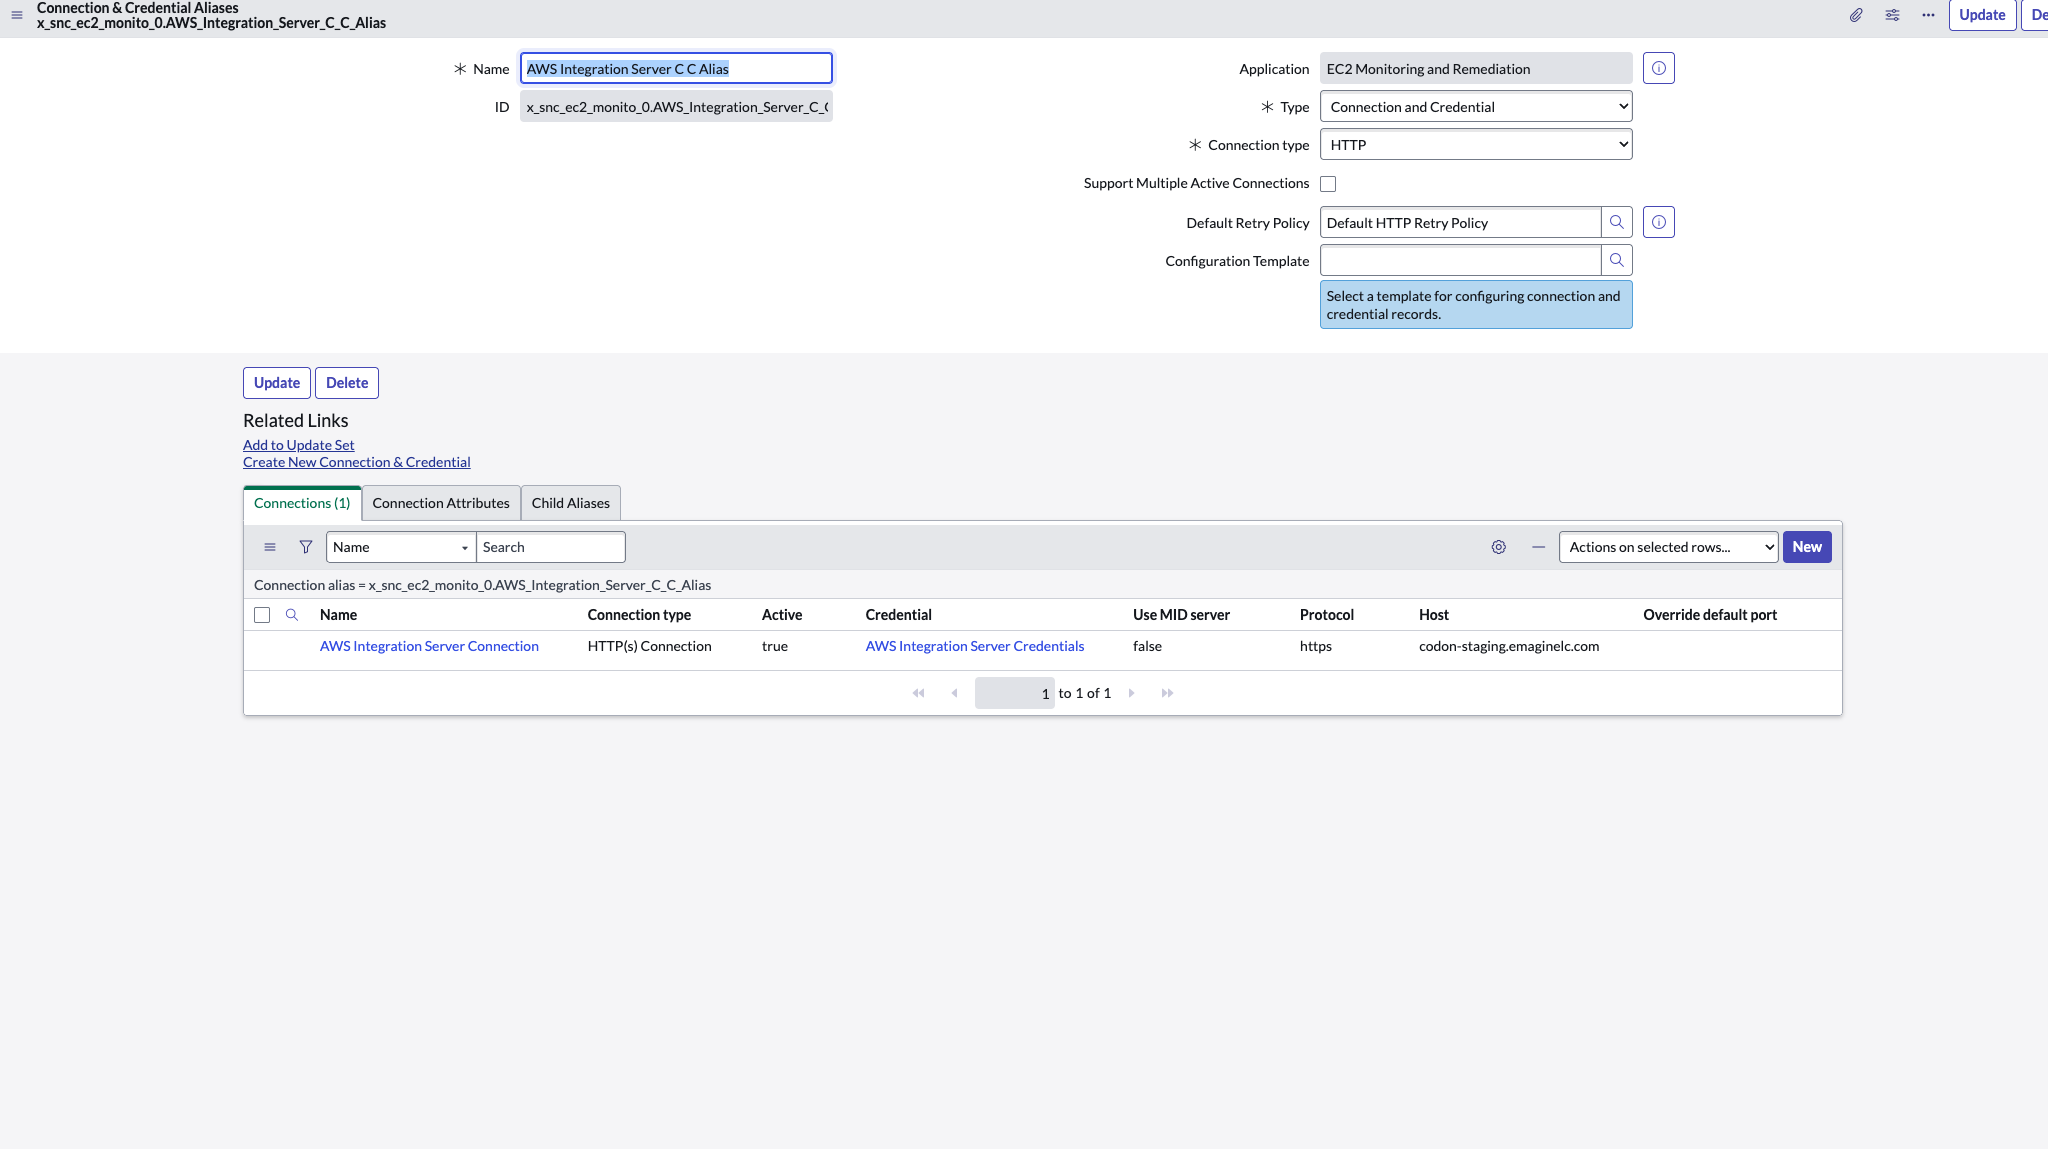 Connection & Credential Aliases
x_snc_ec2_monito_0.AWS_Integration_Server_C_C_Alias
Update
De
Name
AWS Integration Server C C Alias
ID
x_snc_ec2_monito_0.AWS_Integration_Server_C_C
Application
EC2 Monitoring and Remediation
Type
Connection and Credential
Connection type
HTTP
Support Multiple Active Connections
Default Retry Policy
Default HTTP Retry Policy
Configuration Template
Select a template for configuring connection and
credential records.
Update
Delete
Related Links
Add to Update Set
Create New Connection & Credential
Connections (1)
Connection Attributes
Child Aliases
Name
Search
Actions on selected rows...
New
Connection alias = x_snc_ec2_monito_0.AWS_Integration_Server_C_C_Alias
Name Connection type Active Credential Use MID server Protocol Host Override default port
AWS Integration Server Connection HTTP(s) Connection true AWS Integration Server Credentials false https codon-staging.emaginelc.com
1 to 1 of 1